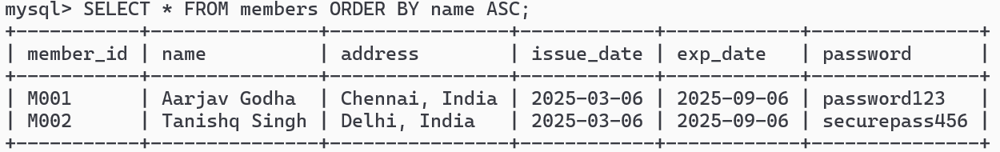 mysql> SELECT * FROM members ORDER BY name ASC;
+-----------+---------------+----------------+------------+------------+---------------+
| member_id | name          | address        | issue_date | exp_date   | password      |
+-----------+---------------+----------------+------------+------------+---------------+
| M001      | Aarjav Godha  | Chennai, India | 2025-03-06 | 2025-09-06 | password123   |
| M002      | Tanishq Singh | Delhi, India   | 2025-03-06 | 2025-09-06 | securepass456 |
+-----------+---------------+----------------+------------+------------+---------------+